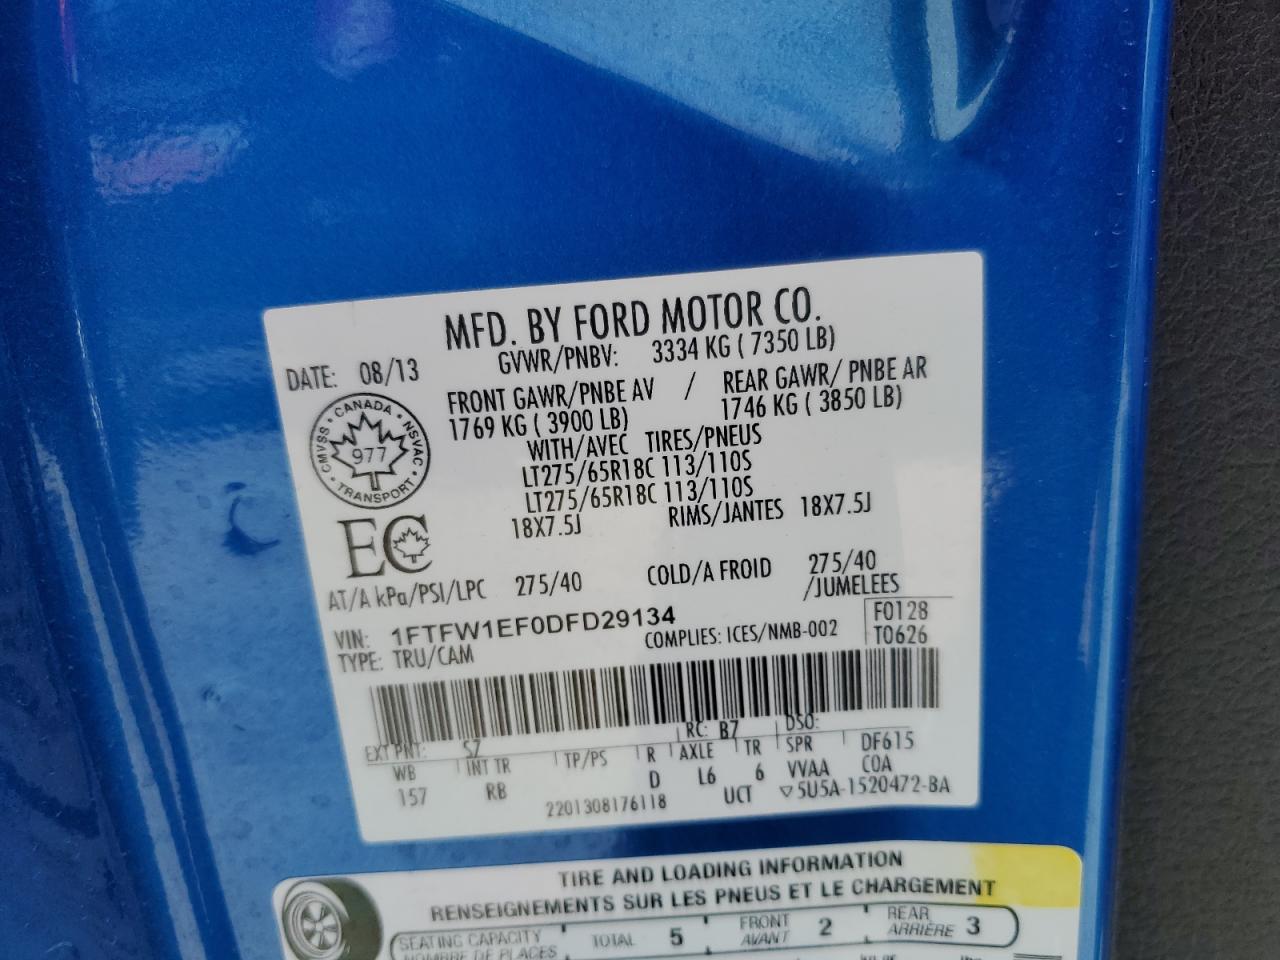 MFD. BY FORD MOTOR CO.
DATE: 08/13
GVWR/PNBV: 3334 KG ( 7350 LB)
FRONT GAWR/PNBE AV / REAR GAWR/ PNBE AR
1769 KG ( 3900 LB) 1746 KG ( 3850 LB)
WITH/AVEC TIRES/PNEUS
LT275/65R18C 113/110S
LT275/65R18C 113/110S
18X7.5J RIMS/JANTES 18X7.5J
CANADA
CMVSS 977 NSVAC
TRANSPORT
EC
AT/A kPa/PSI/LPC 275/40 COLD/A FROID 275/40
/JUMELEES
VIN: 1FTFW1EF0DFD29134
TYPE: TRU/CAM
COMPLIES: ICES/NMB-002
F0128
T0626
EXT PNT: SZ RC: B7 DSO:
WB INT TR TP/PS R AXLE TR SPR DF615
157 RB D L6 6 VVAA COA
2201308176118 UCT ▽5U5A-1520472-BA
TIRE AND LOADING INFORMATION
RENSEIGNEMENTS SUR LES PNEUS ET LE CHARGEMENT
SEATING CAPACITY TOTAL 5 FRONT 2 REAR 3
NOMBRE DE PLACES AVANT ARRIÈRE